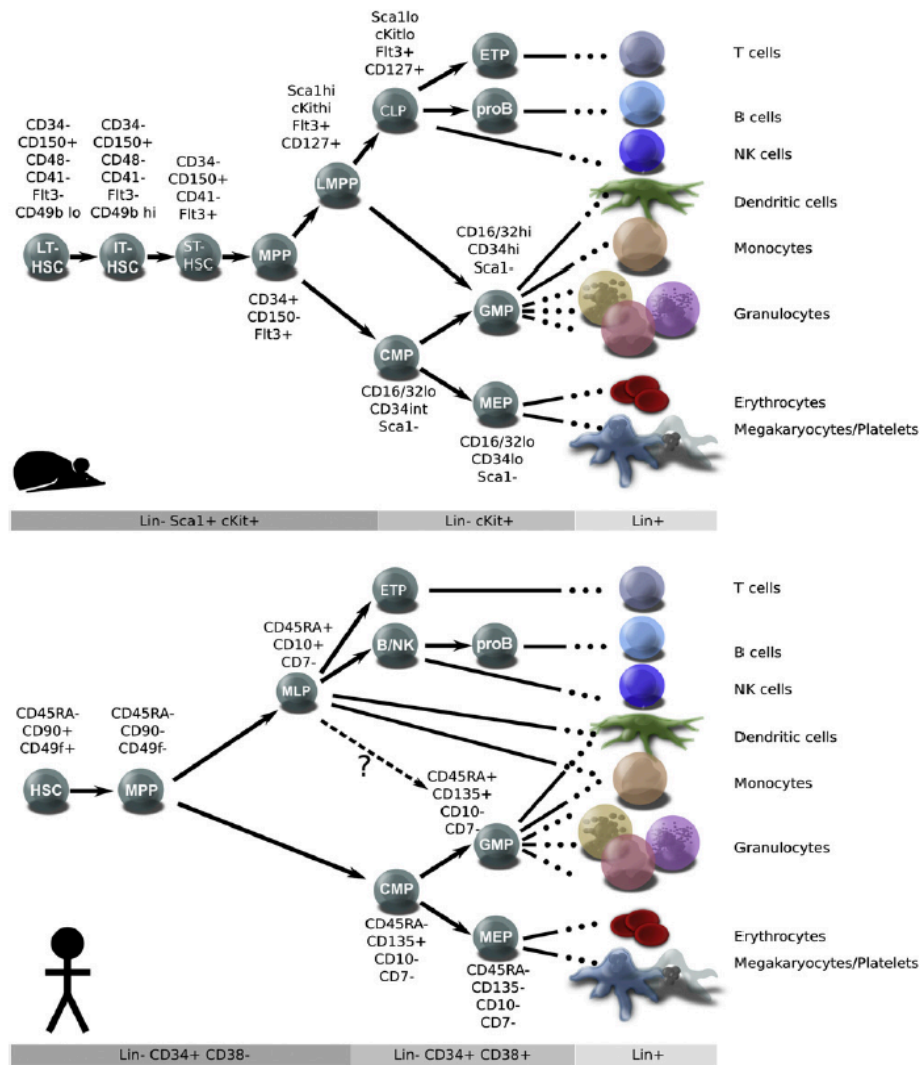 Sca1lo
cKitlo
Flt3+
CD127+
ETP
T cells
Sca1hi
cKithi
Flt3+
CD127+
CLP
proB
B cells
NK cells
CD34-
CD150+
CD48-
CD41-
Flt3-
CD49b lo
CD34-
CD150+
CD48-
CD41-
Flt3-
CD49b hi
ST-CD34-
CD150+
CD41-
Flt3+
LMPP
Dendritic cells
LT-
HSC
IT-
HSC
ST-
HSC
MPP
CD16/32hi
CD34hi
Sca1-
Monocytes
CD34+
CD150-
Flt3+
GMP
Granulocytes
CMP
CD16/32lo
CD34int
Sca1-
MEP
CD16/32lo
CD34lo
Sca1-
Erythrocytes
Megakaryocytes/Platelets
Lin- Sca1+ cKit+
Lin- cKit+
Lin+
ETP
T cells
CD45RA+
CD10+
CD7-
B/NK
proB
B cells
MLP
NK cells
CD45RA-
CD90+
CD49f+
CD45RA-
CD90-
CD49f-
Dendritic cells
HSC
MPP
?
CD45RA+
CD135+
CD10-
CD7-
Monocytes
GMP
Granulocytes
CMP
CD45RA-
CD135+
CD10-
CD7-
MEP
CD45RA-
CD135-
CD10-
CD7-
Erythrocytes
Megakaryocytes/Platelets
Lin- CD34+ CD38-
Lin- CD34+ CD38+
Lin+